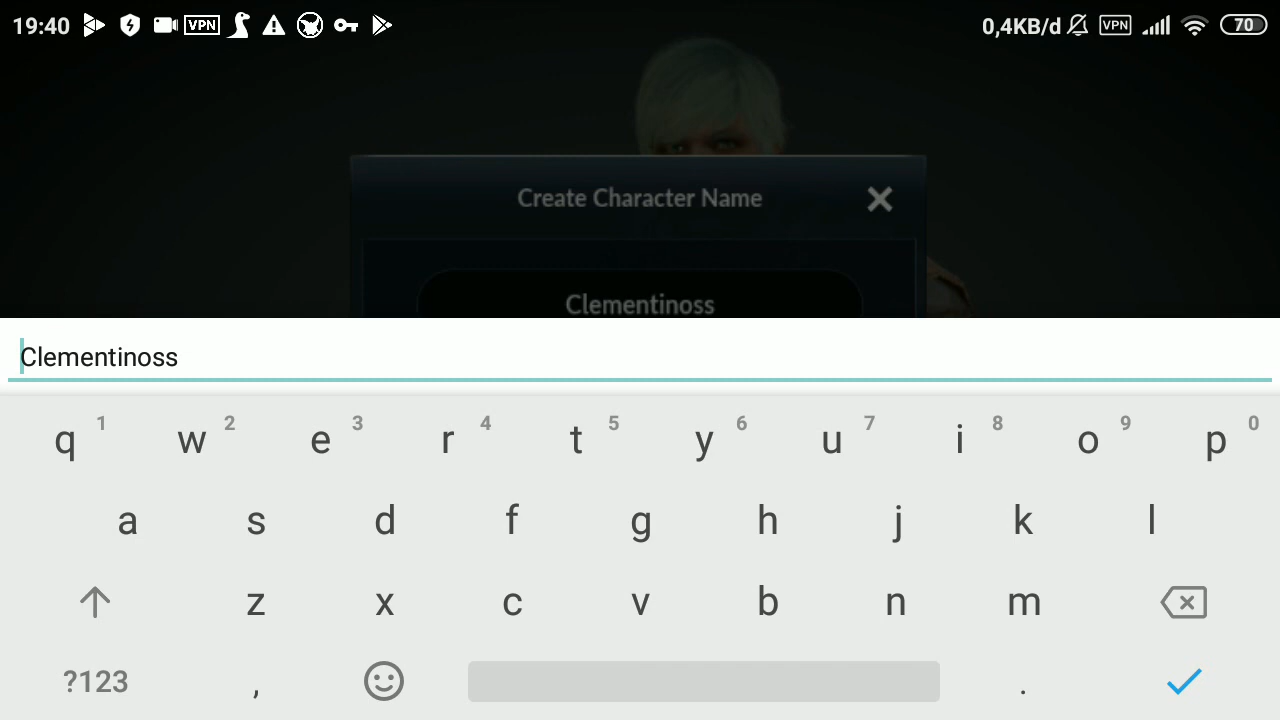 19:40 VPN 0,4KB/d VPN 70
Create Character Name
Clementinoss
Clementinoss
q 1 w 2 e 3 r 4 t 5 y 6 u 7 i 8 o 9 p 0
a s d f g h j k l
z x c v b n m
?123 , .